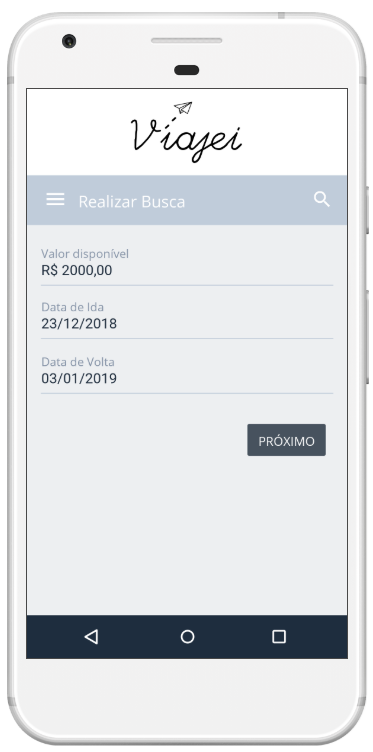 Viajei
Realizar Busca
Valor disponível
R$ 2000,00
Data de Ida
23/12/2018
Data de Volta
03/01/2019
PRÓXIMO